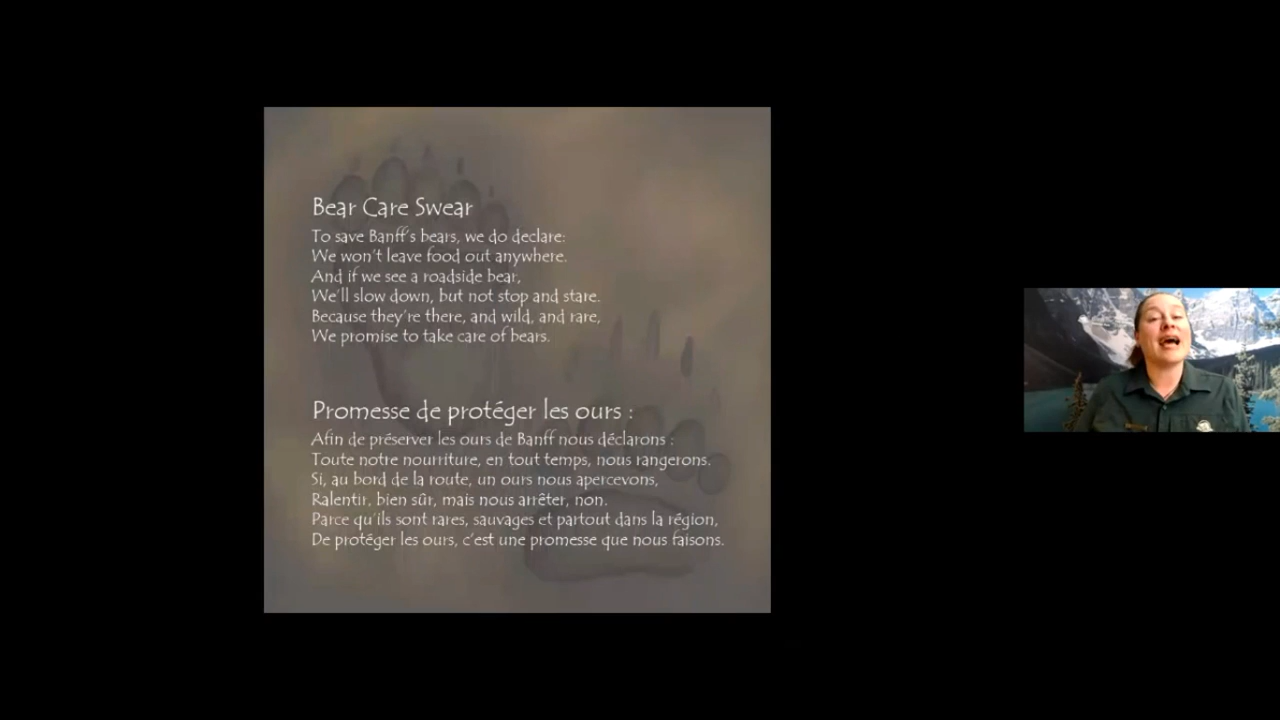 Bear Care Swear
To save Banff's bears, we do declare:
We won't leave food out anywhere.
And if we see a roadside bear,
We'll slow down, but not stop and stare.
Because they're there, and wild, and rare,
We promise to take care of bears.
Promesse de protéger les ours :
Afin de préserver les ours de Banff nous déclarons :
Toute notre nourriture, en tout temps, nous rangerons.
Si, au bord de la route, un ours nous apercevons,
Ralentir, bien sûr, mais nous arrêter, non.
Parce qu'ils sont rares, sauvages et partout dans la région,
De protéger les ours, c'est une promesse que nous faisons.